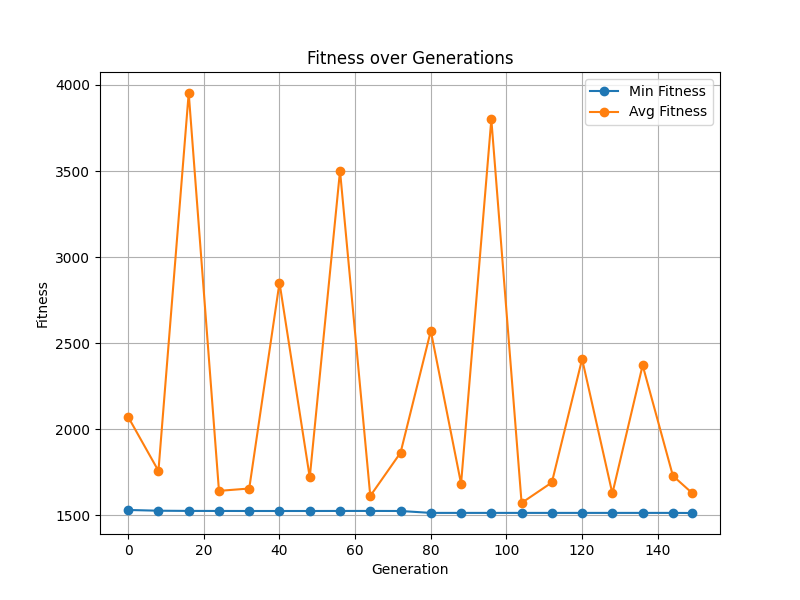 Fitness over Generations
Min Fitness
Avg Fitness
4000
3500
3000
2500
2000
1500
Fitness
0 20 40 60 80 100 120 140
Generation